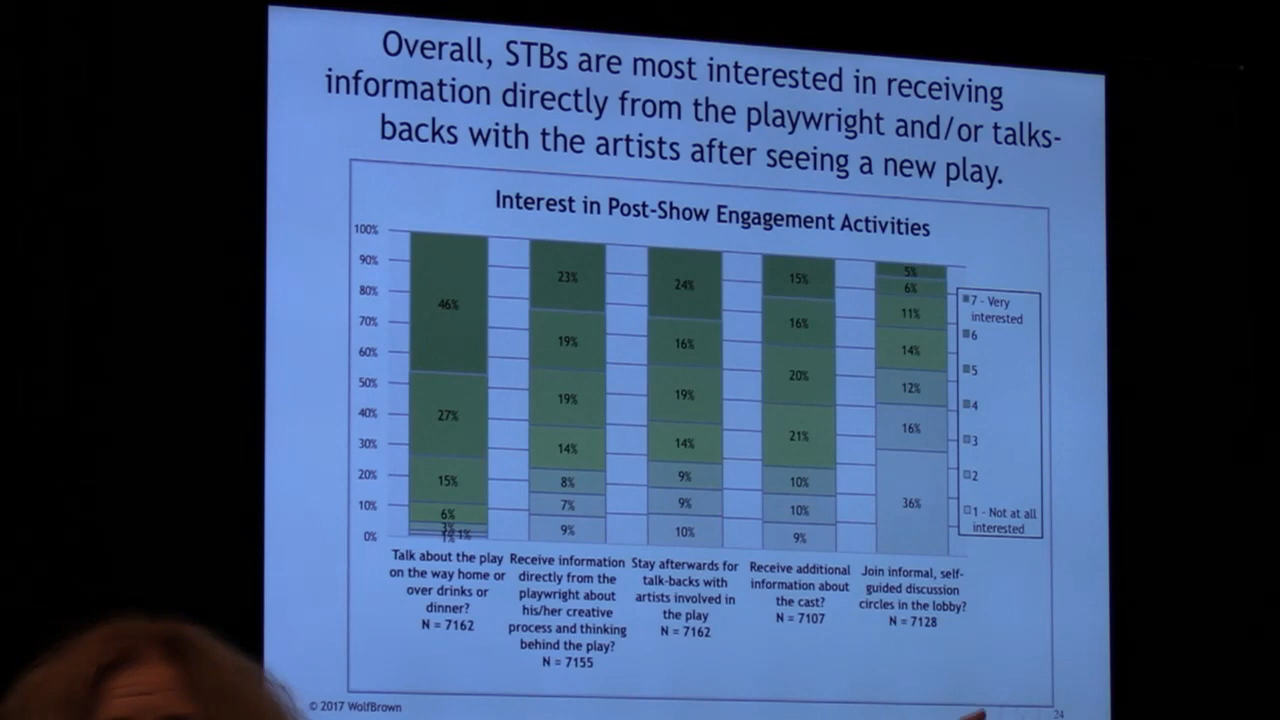 Overall, STBs are most interested in receiving
information directly from the playwright and/or talks-
backs with the artists after seeing a new play.
Interest in Post-Show Engagement Activities
100%
90%
80%
70%
60%
50%
40%
30%
20%
10%
0%
46%
27%
15%
6%
3%
1%
23%
19%
19%
14%
8%
7%
9%
24%
16%
19%
14%
9%
9%
10%
15%
16%
20%
21%
10%
10%
9%
5%
6%
11%
14%
12%
16%
36%
7 - Very
interested
6
5
4
3
2
1 - Not at all
interested
Talk about the play
on the way home or
over drinks or
dinner?
N = 7162
Receive information
directly from the
playwright about
his/her creative
process and thinking
behind the play?
N = 7155
Stay afterwards for
talk-backs with
artists involved in
the play
N = 7162
Receive additional
information about
the cast?
N = 7107
Join informal, self-
guided discussion
circles in the lobby?
N = 7128
© 2017 WolfBrown
24